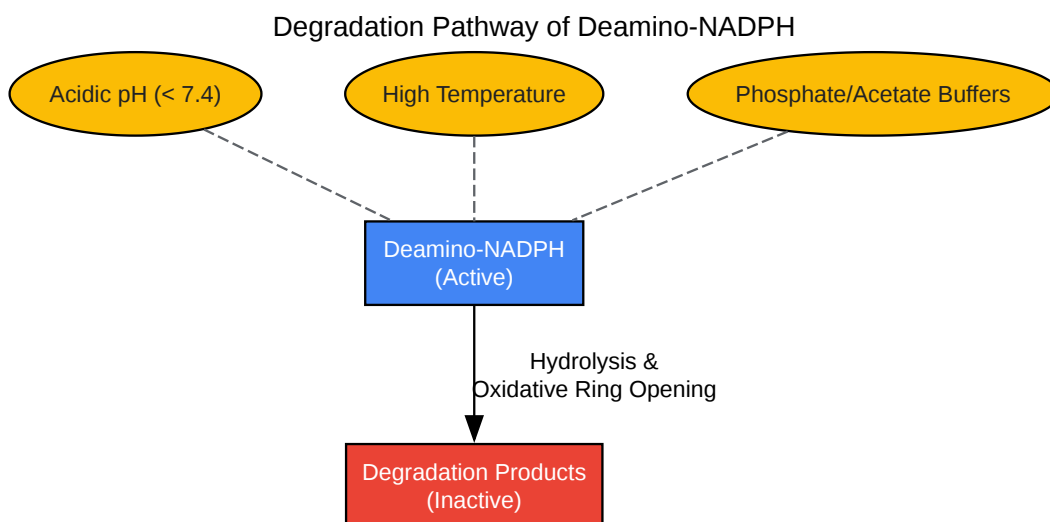 Degradation Pathway of Deamino-NADPH
Acidic pH (< 7.4)
High Temperature
Phosphate/Acetate Buffers
Deamino-NADPH
(Active)
Hydrolysis &
Oxidative Ring Opening
Degradation Products
(Inactive)